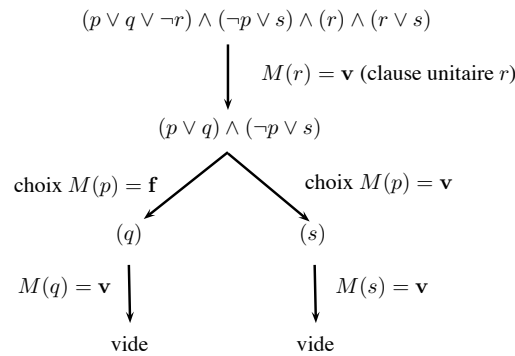 (p ∨ q ∨ ¬r) ∧ (¬p ∨ s) ∧ (r) ∧ (r ∨ s)
M(r) = v (clause unitaire r)
(p ∨ q) ∧ (¬p ∨ s)
choix M(p) = f
choix M(p) = v
(q)
(s)
M(q) = v
M(s) = v
vide
vide